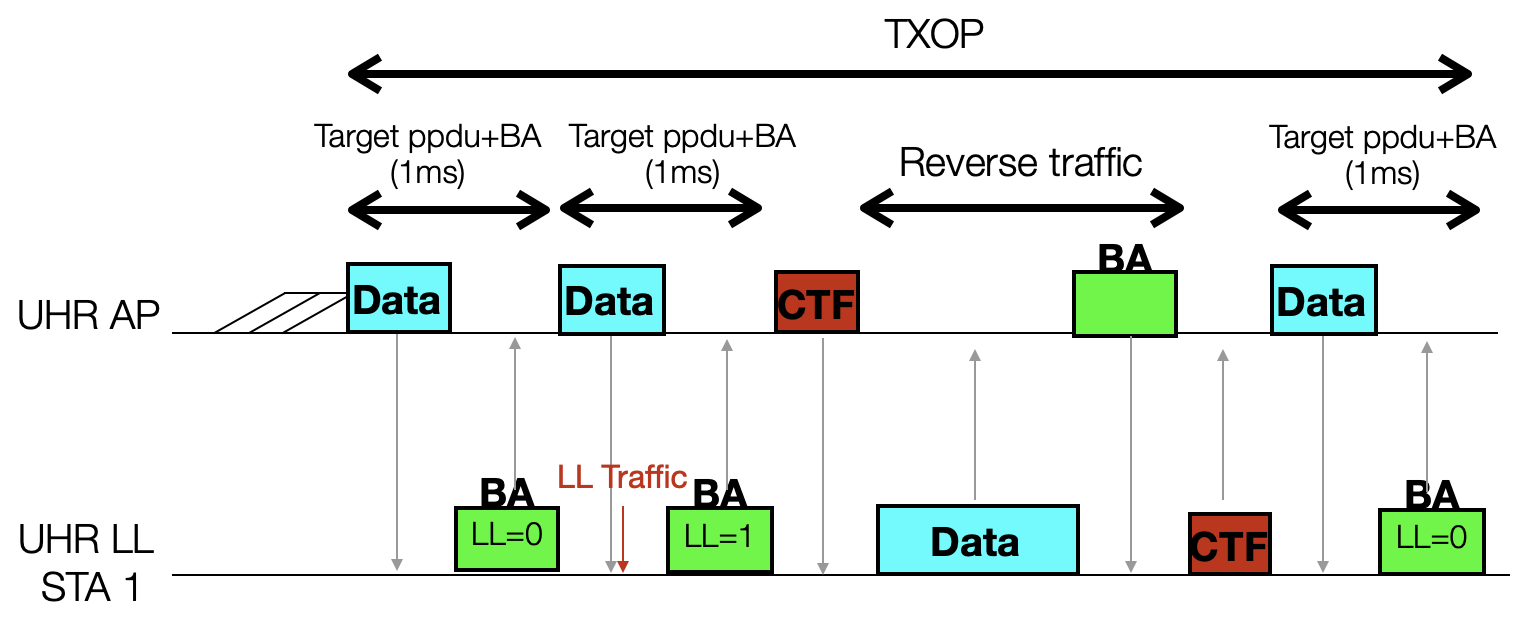 TXOP
Target ppdu+BA
(1ms)
Target ppdu+BA
(1ms)
Reverse traffic
Target ppdu+BA
(1ms)
UHR AP
Data
Data
CTF
BA
Data
LL Traffic
BA
LL=0
BA
LL=1
Data
CTF
BA
LL=0
UHR LL
STA 1